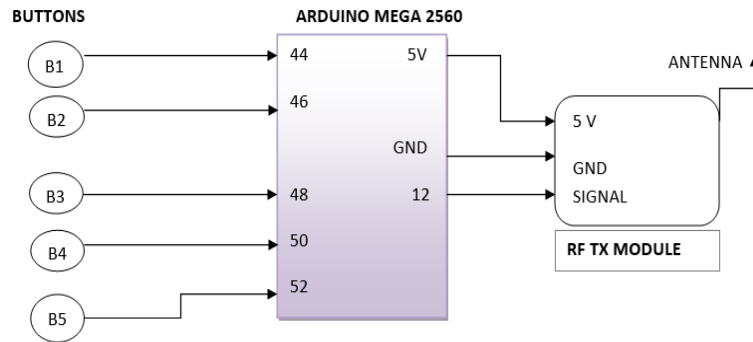 BUTTONS
ARDUINO MEGA 2560
B1
44
5V
ANTENNA
B2
46
5 V
GND
GND
B3
48
12
SIGNAL
B4
50
RF TX MODULE
52
B5